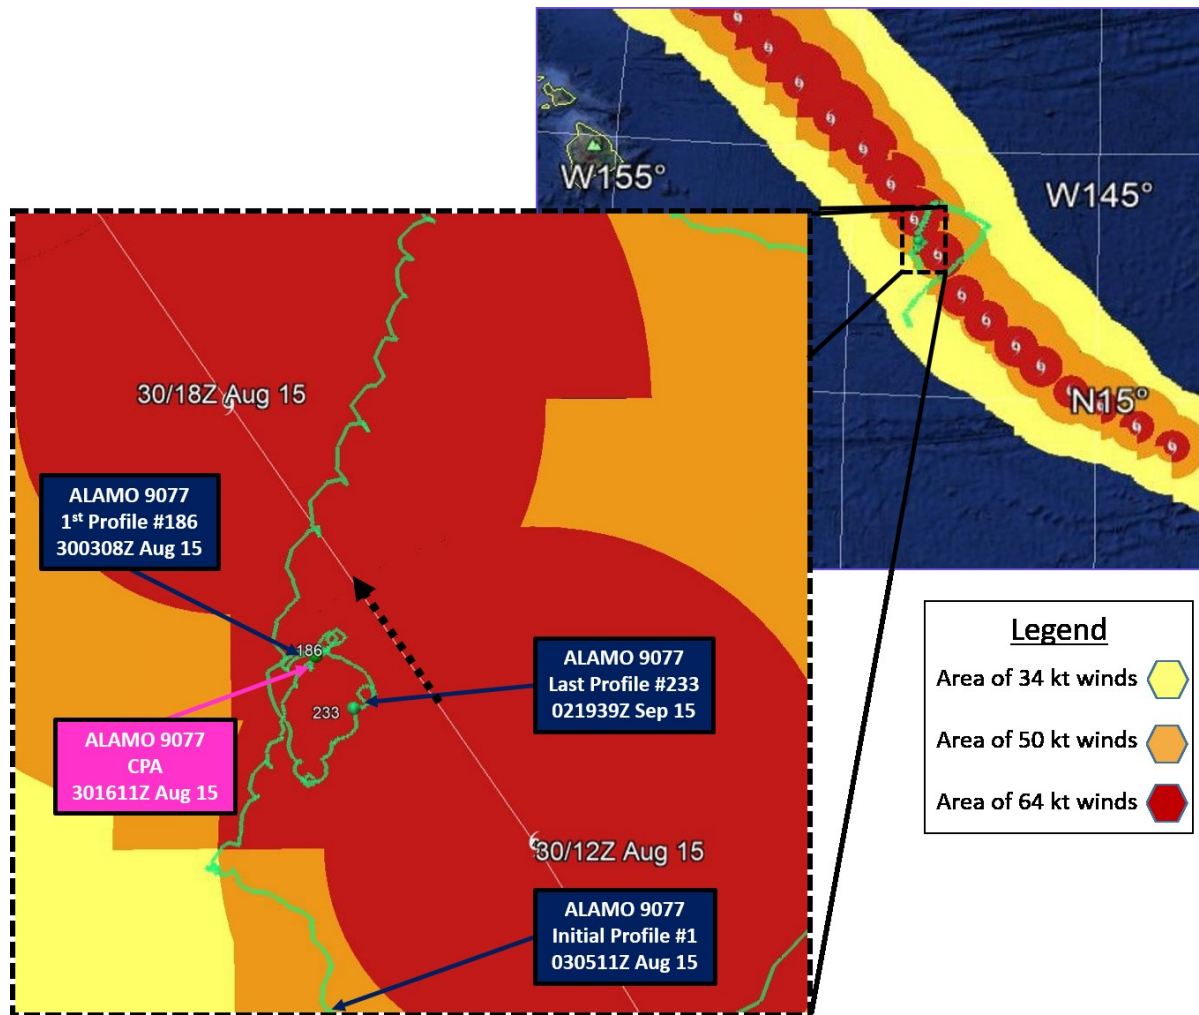 W155°
W145°
N15°
30/18Z Aug 15
ALAMO 9077
1st Profile #186
300308Z Aug 15
186
ALAMO 9077
Last Profile #233
021939Z Sep 15
233
ALAMO 9077
CPA
301611Z Aug 15
30/12Z Aug 15
ALAMO 9077
Initial Profile #1
030511Z Aug 15
Legend
Area of 34 kt winds
Area of 50 kt winds
Area of 64 kt winds